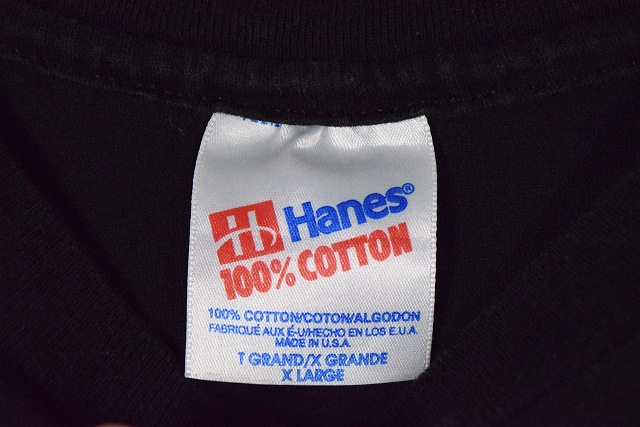 Hanes®
100% COTTON
100% COTTON/COTON/ALGODON
FABRIQUÉ AUX É-U/HECHO EN LOS E.U.A.
MADE IN U.S.A.
T GRAND/X GRANDE
X LARGE